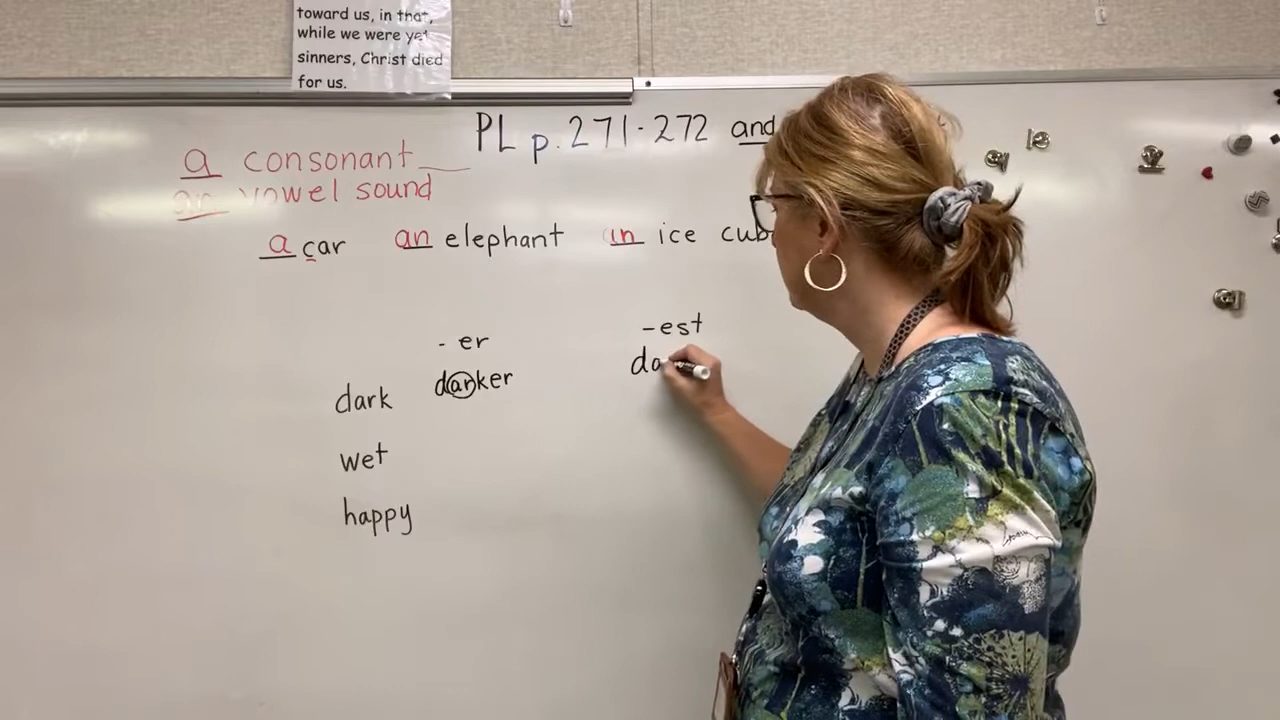 toward us, in that,
while we were yet
sinners, Christ died
for us.
PL p. 271-272 and
a consonant
an vowel sound
a car an elephant an ice cub
- er
-est
darker
da
dark
wet
happy